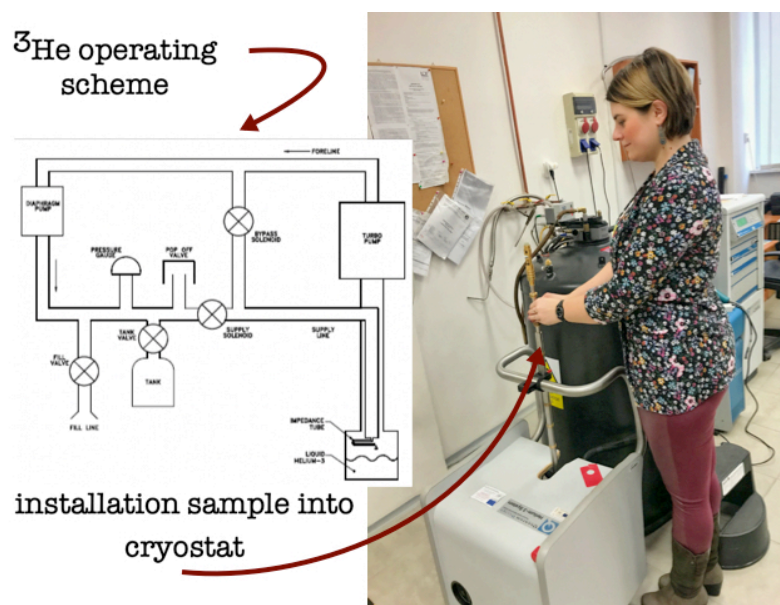 ³He operating
scheme
FORELINE
DIAPHRAGM
PUMP
PRESSURE
GAUGE
POP OFF
VALVE
BYPASS
SOLENOID
TURBO
PUMP
TANK
VALVE
SUPPLY
SOLENOID
SUPPLY
LINE
FILL
VALVE
TANK
FILL LINE
IMPEDANCE
TUBE
LIQUID
HELIUM-3
installation sample into
cryostat